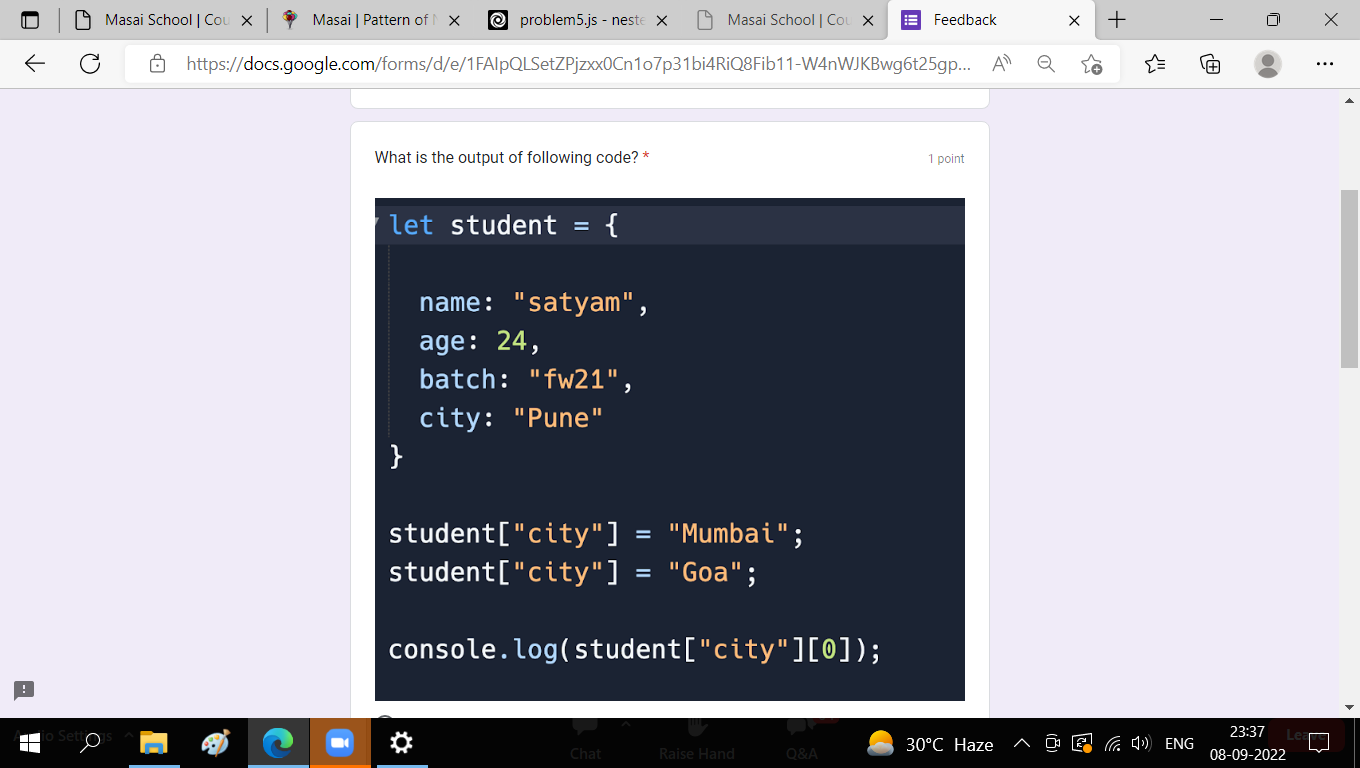 Masai School | Cou
Masai | Pattern of M
problem5.js - neste
Masai School | Cou
Feedback
https://docs.google.com/forms/d/e/1FAIpQLSetZPjzxx0Cn1o7p31bi4RiQ8Fib11-W4nWJKBwg6t25gp...
What is the output of following code? *
1 point
let student = {
name: "satyam",
age: 24,
batch: "fw21",
city: "Pune"
}
student["city"] = "Mumbai";
student["city"] = "Goa";
console.log(student["city"][0]);
Audio Settings
Chat
Raise Hand
Q&A
30°C Haze
ENG
23:37
08-09-2022
Leave